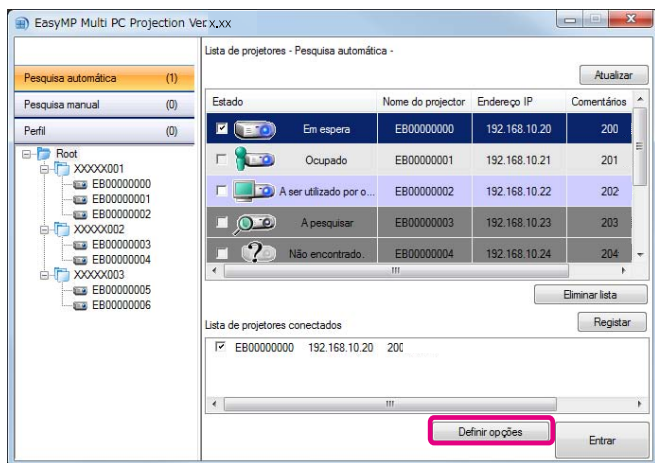 EasyMP Multi PC Projection Ver.x.xx
Lista de projetores - Pesquisa automática -
Atualizar
Pesquisa automática (1)
Pesquisa manual (0)
Perfil (0)
Root
XXXXX001
EB00000000
EB00000001
EB00000002
XXXXX002
EB00000003
EB00000004
XXXXX003
EB00000005
EB00000006
Estado Nome do projector Endereço IP Comentários
Em espera EB00000000 192.168.10.20 200
Ocupado EB00000001 192.168.10.21 201
A ser utilizado por o... EB00000002 192.168.10.22 202
A pesquisar EB00000003 192.168.10.23 203
Não encontrado. EB00000004 192.168.10.24 204
Eliminar lista
Lista de projetores conectados
Registar
EB00000000 192.168.10.20 200
Definir opções
Entrar